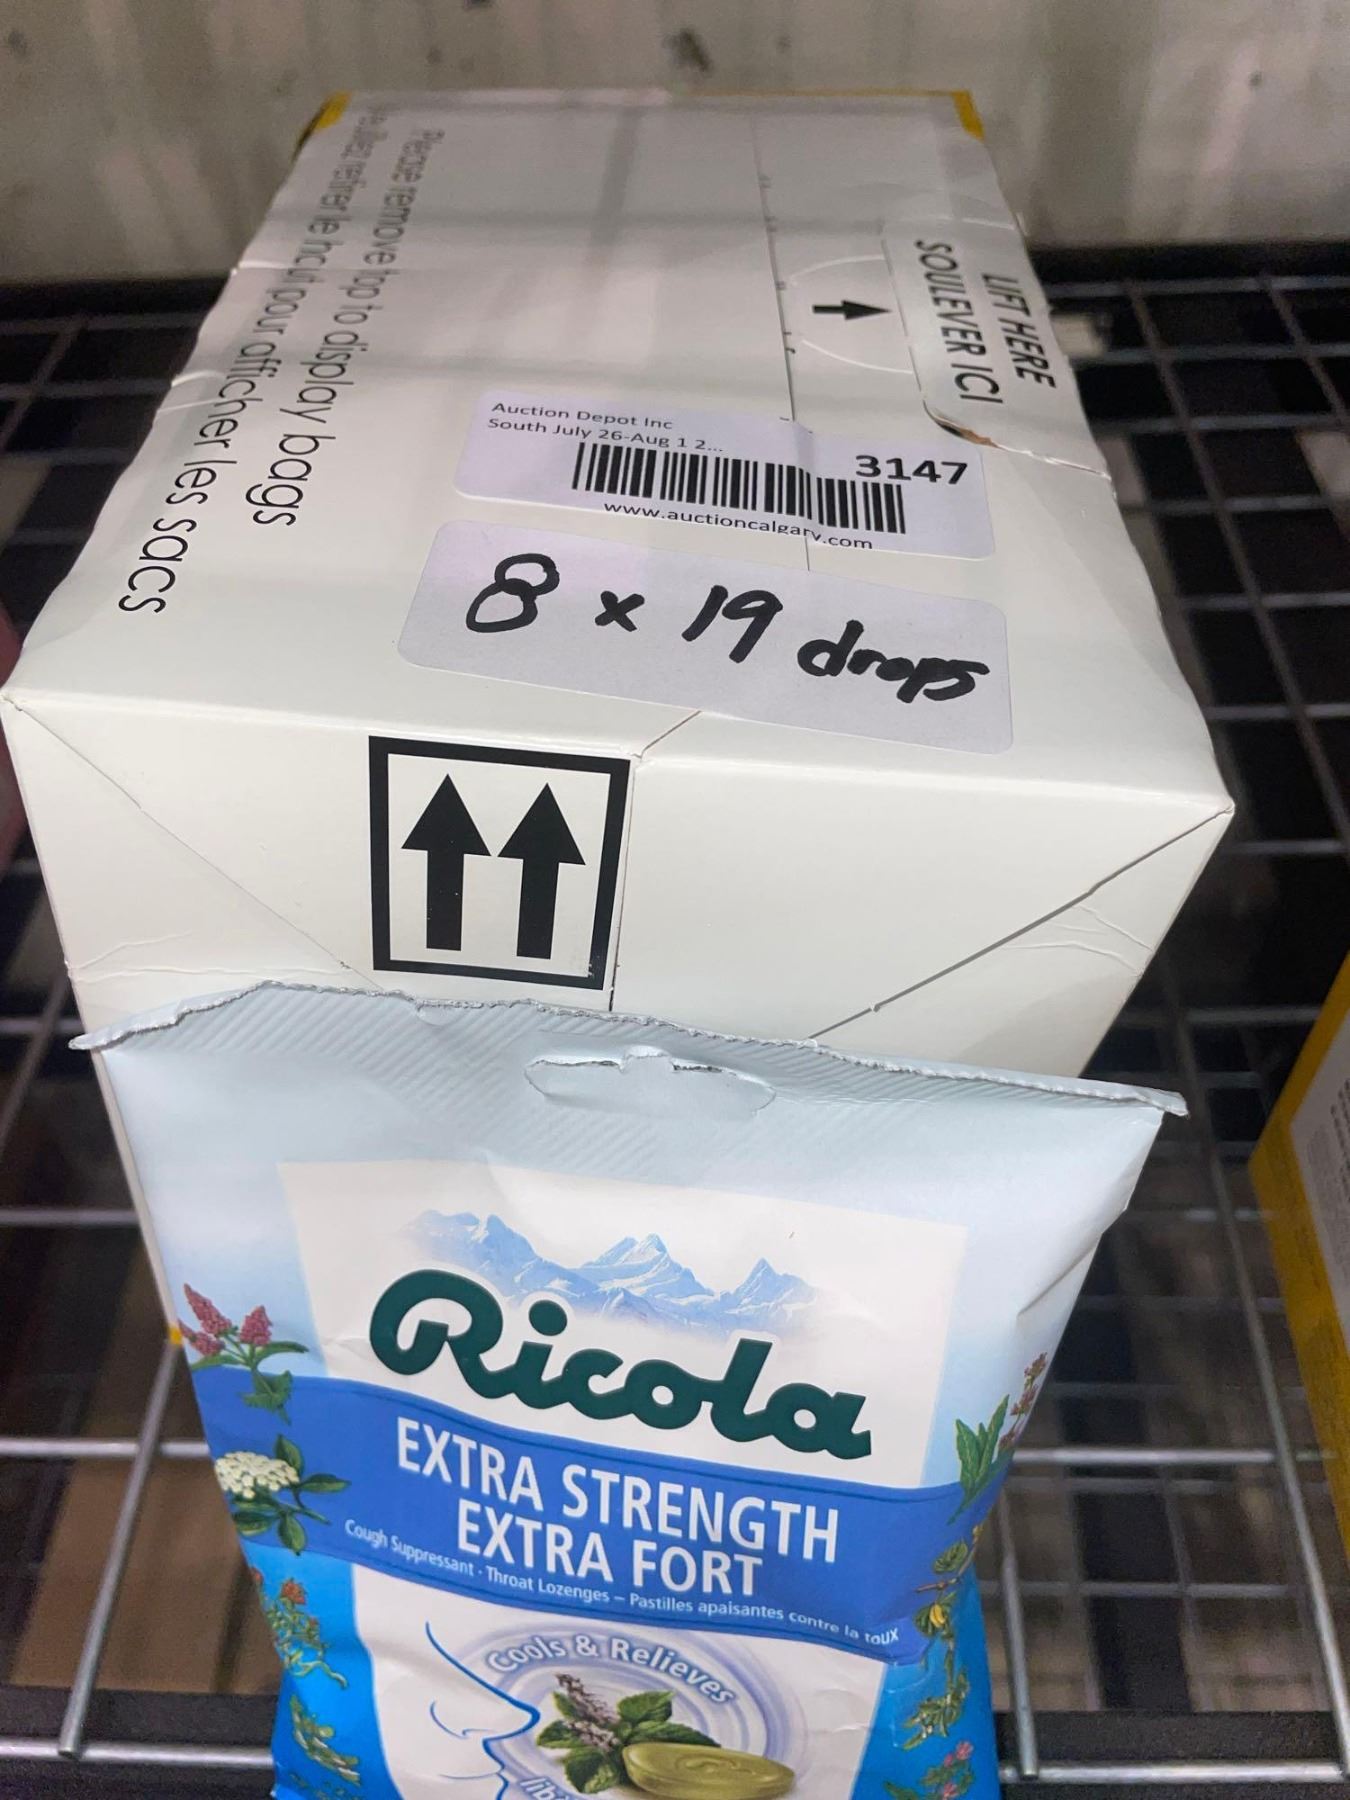 LIFT HERE
SOULEVER ICI
Please remove top to display bags
retirer le haut pour afficher les sacs
Auction Depot Inc
South July 26-Aug 1 2...
3147
www.auctioncalgary.com
8 x 19 drops
Ricola
EXTRA STRENGTH
EXTRA FORT
Cough Suppressant · Throat Lozenges – Pastilles apaisantes contre la toux
Cools & Relieves